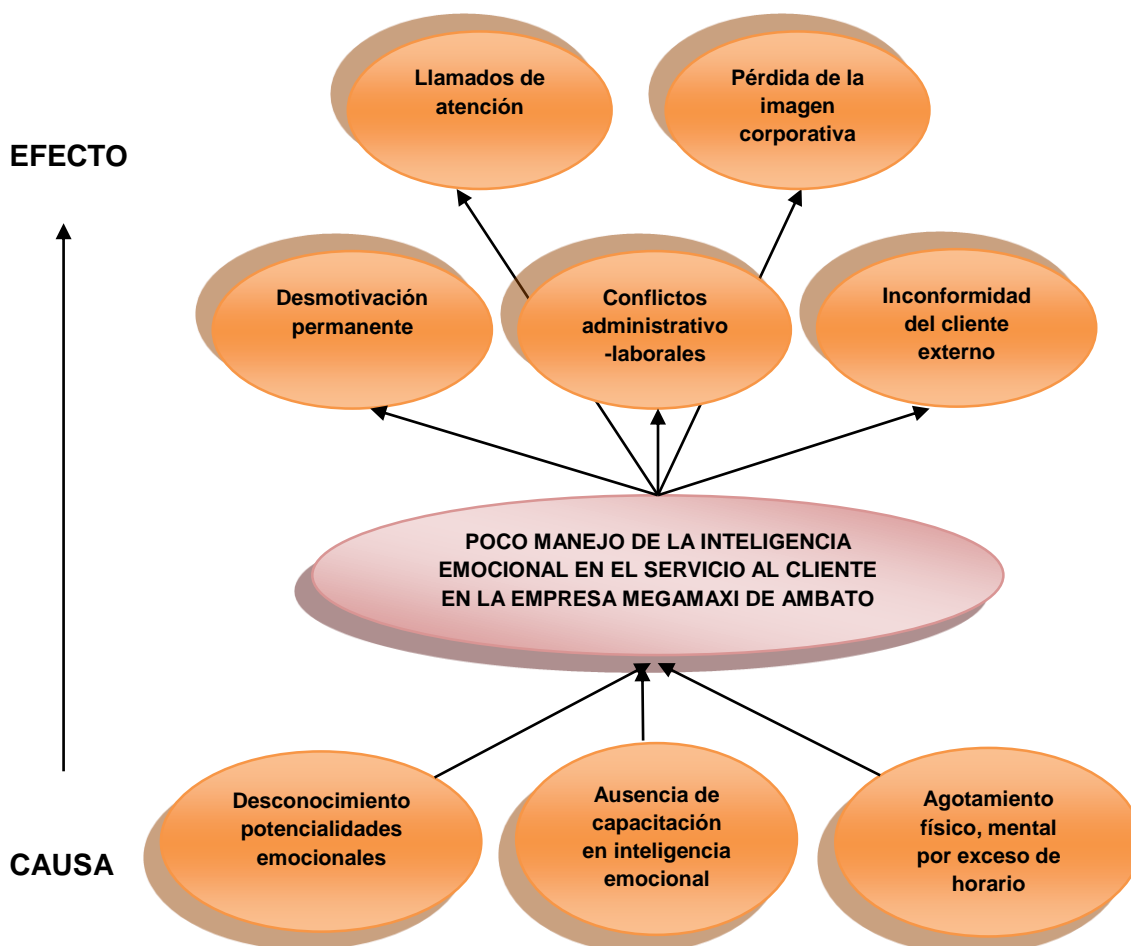 Llamados de
atención
Pérdida de la
imagen
corporativa
EFECTO
Desmotivación
permanente
Conflictos
administrativo
-laborales
Inconformidad
del cliente
externo
POCO MANEJO DE LA INTELIGENCIA
EMOCIONAL EN EL SERVICIO AL CLIENTE
EN LA EMPRESA MEGAMAXI DE AMBATO
Desconocimiento
potencialidades
emocionales
Ausencia de
capacitación
en inteligencia
emocional
Agotamiento
físico, mental
por exceso de
horario
CAUSA